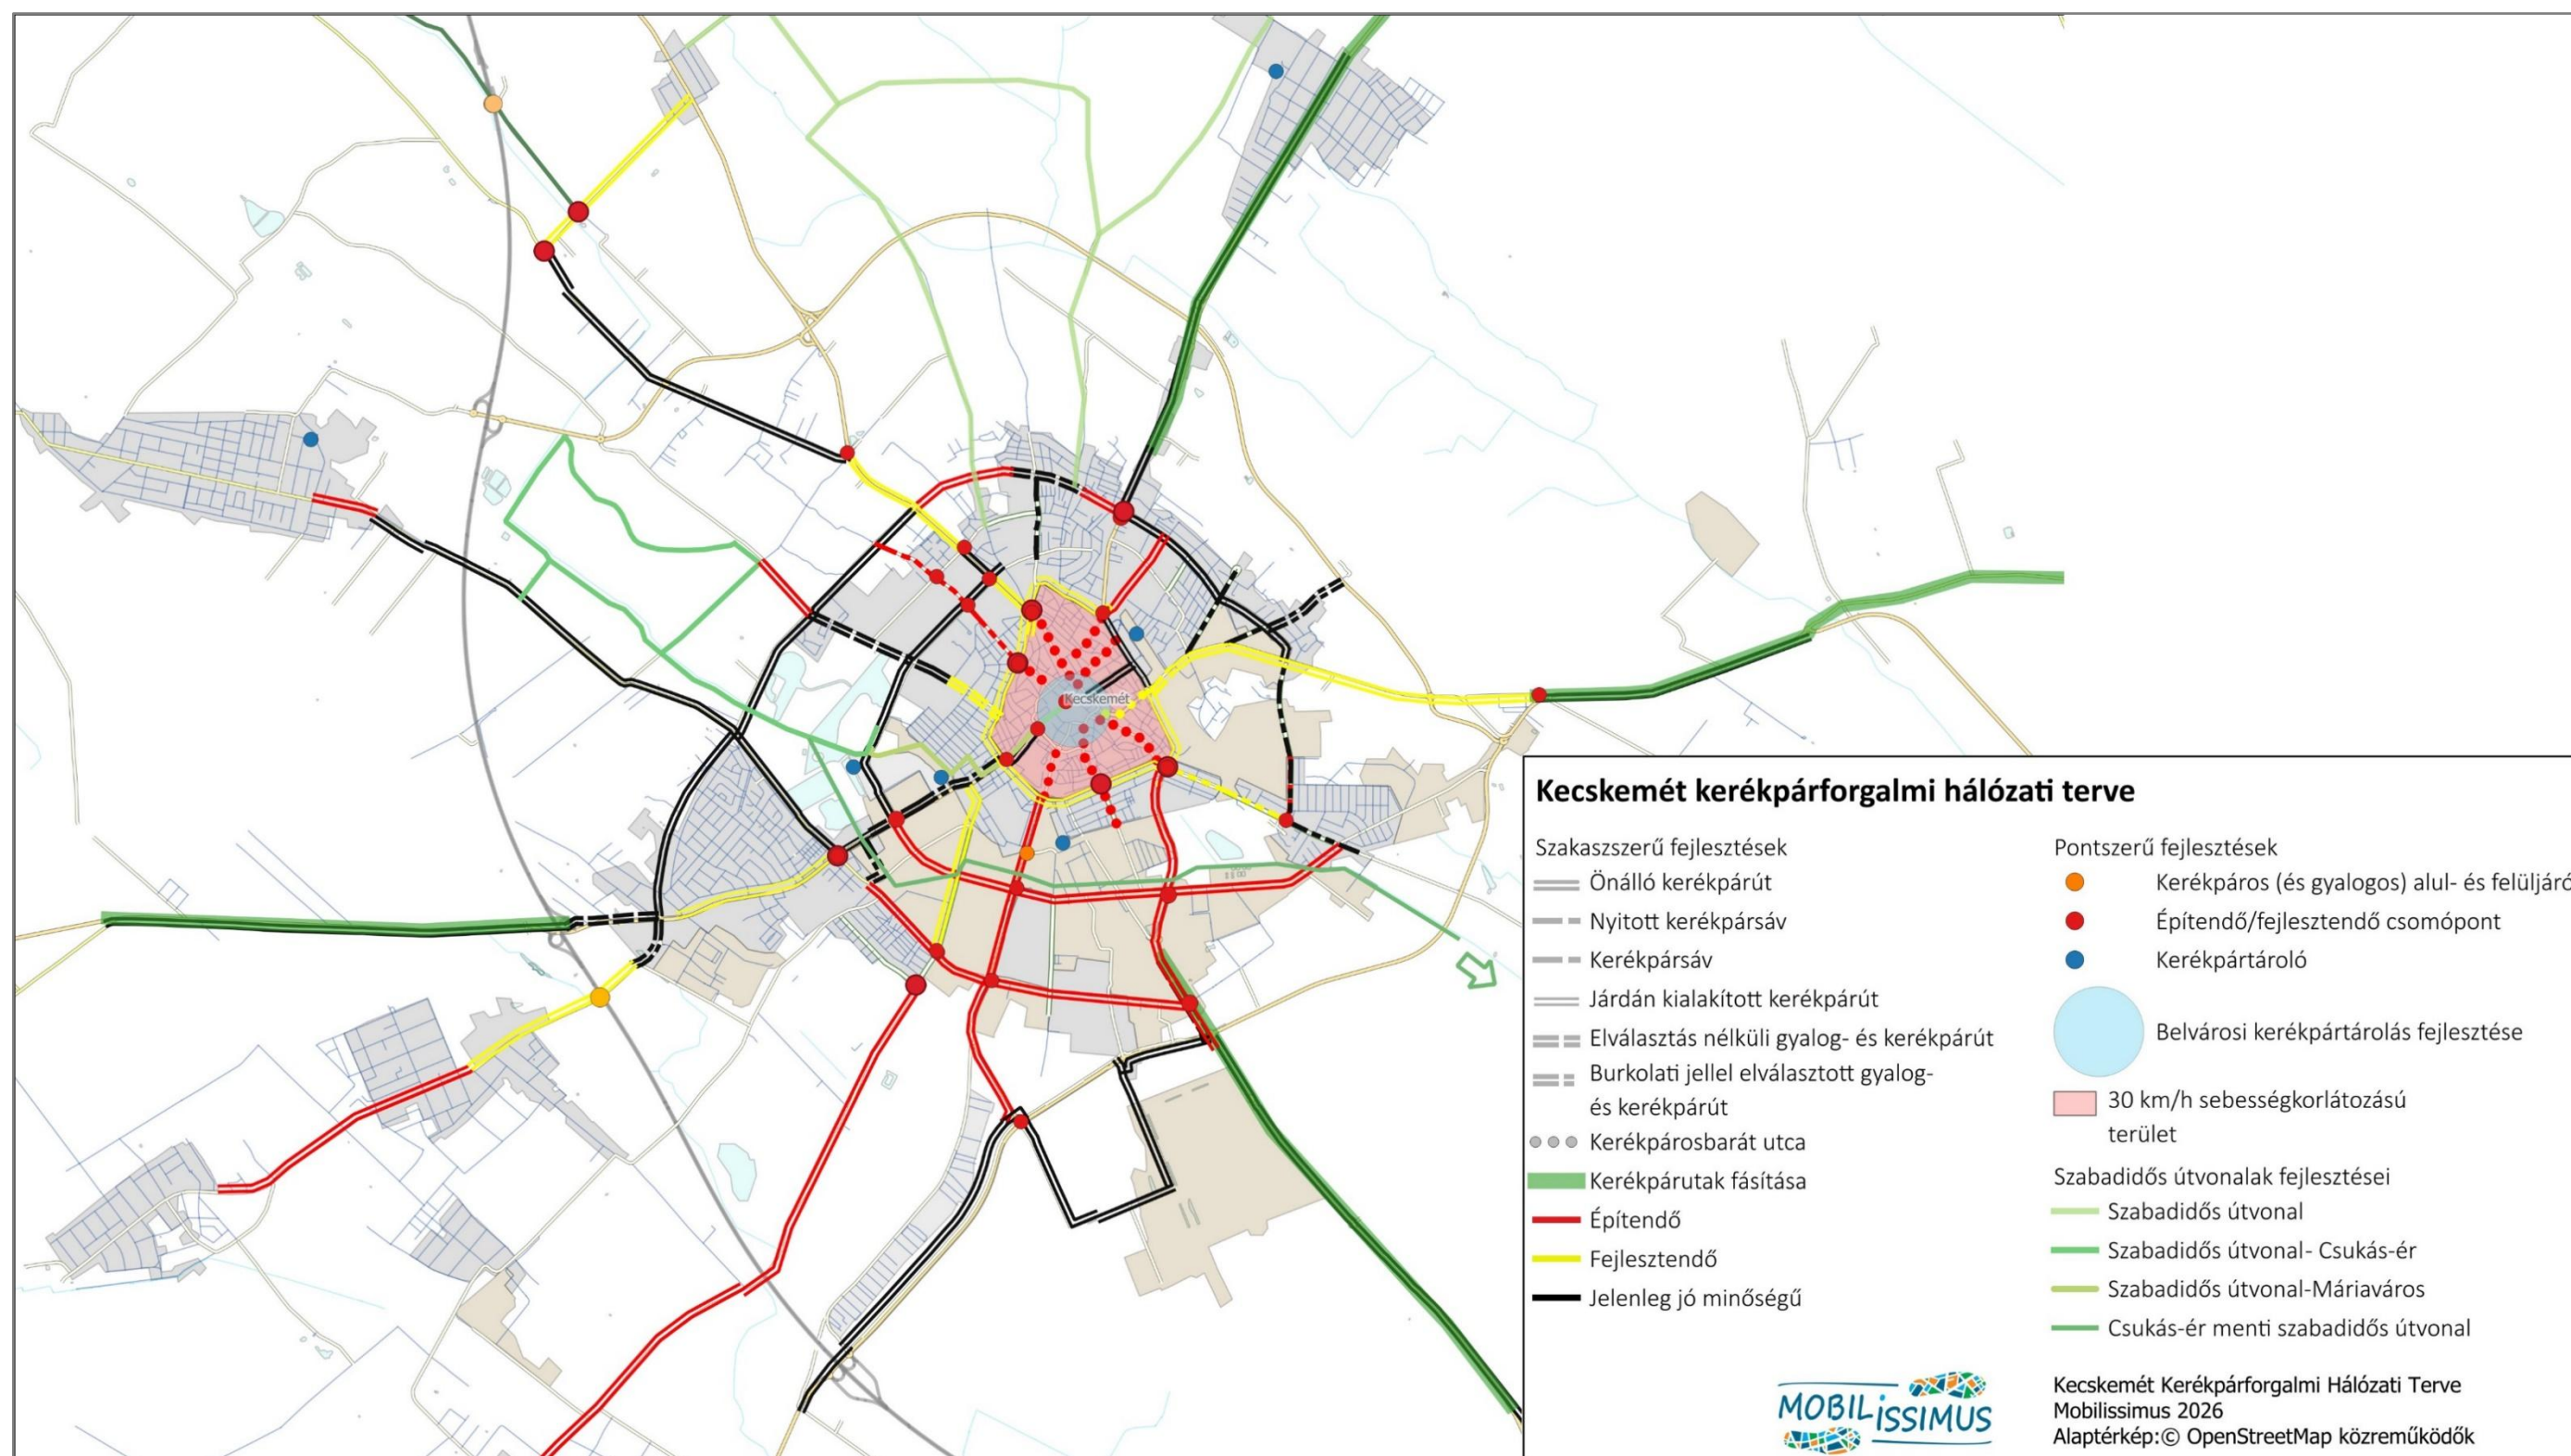 Kecskemét
Kecskemét kerékpárforgalmi hálózati terve
Szakaszszerű fejlesztések
Önálló kerékpárút
Nyitott kerékpársáv
Kerékpársáv
Járdán kialakított kerékpárút
Elválasztás nélküli gyalog- és kerékpárút
Burkolati jellel elválasztott gyalog-
és kerékpárút
Kerékpárosbarát utca
Kerékpárutak fásítása
Építendő
Fejlesztendő
Jelenleg jó minőségű
Pontszerű fejlesztések
Kerékpáros (és gyalogos) alul- és felüljáró
Építendő/fejlesztendő csomópont
Kerékpártároló
Belvárosi kerékpártárolás fejlesztése
30 km/h sebességkorlátozású
terület
Szabadidős útvonalak fejlesztései
Szabadidős útvonal
Szabadidős útvonal- Csukás-ér
Szabadidős útvonal-Máriaváros
Csukás-ér menti szabadidős útvonal
MOBILISSIMUS
Kecskemét Kerékpárforgalmi Hálózati Terve
Mobilissimus 2026
Alaptérkép:© OpenStreetMap közreműködők